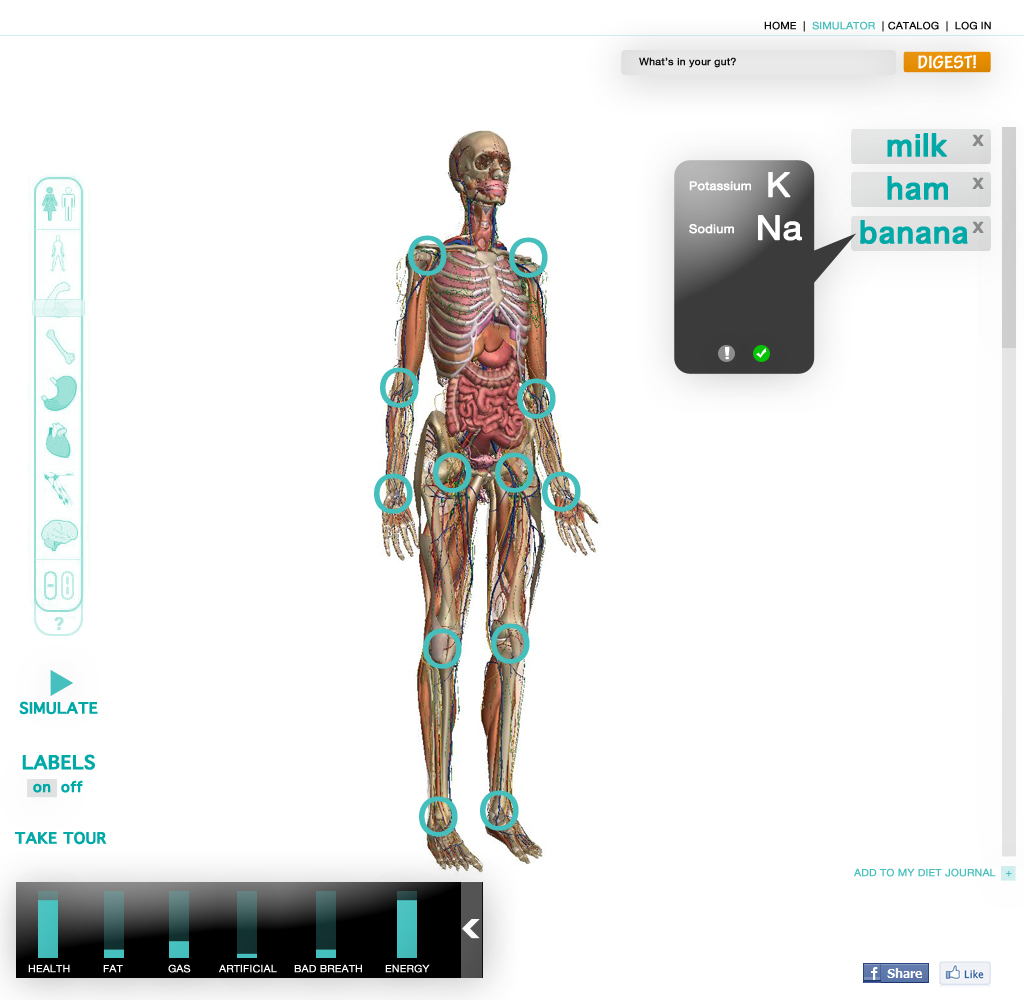 HOME | SIMULATOR | CATALOG | LOG IN
What's in your gut?
DIGEST!
milk X
ham X
banana X
Potassium K
Sodium Na
!
?
SIMULATE
LABELS
on off
TAKE TOUR
ADD TO MY DIET JOURNAL +
HEALTH FAT GAS ARTIFICIAL BAD BREATH ENERGY
f Share
Like